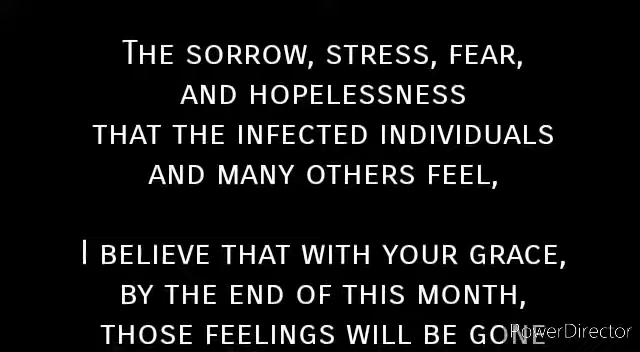 The sorrow, stress, fear,
and hopelessness
that the infected individuals
and many others feel,
I believe that with your grace,
by the end of this month,
those feelings will be gone
PowerDirector